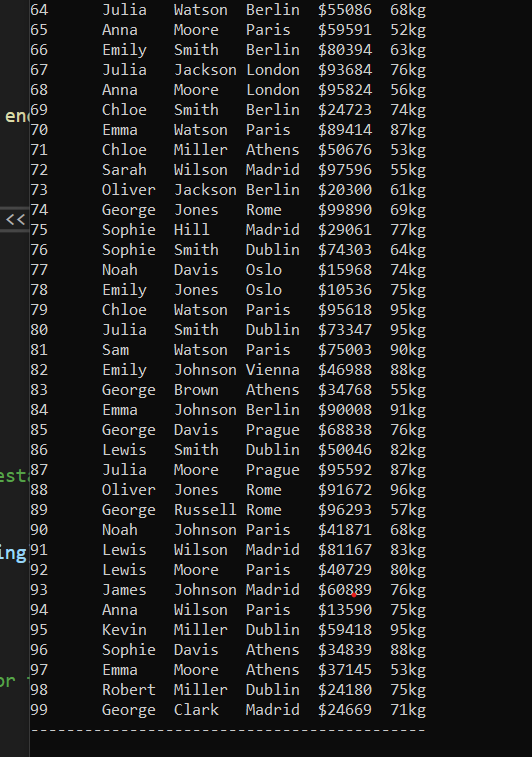 64 Julia Watson Berlin $55086 68kg
65 Anna Moore Paris $59591 52kg
66 Emily Smith Berlin $80394 63kg
67 Julia Jackson London $93684 76kg
68 Anna Moore London $95824 56kg
69 Chloe Smith Berlin $24723 74kg
70 Emma Watson Paris $89414 87kg
71 Chloe Miller Athens $50676 53kg
72 Sarah Wilson Madrid $97596 55kg
73 Oliver Jackson Berlin $20300 61kg
74 George Jones Rome $99890 69kg
<<
75 Sophie Hill Madrid $29061 77kg
76 Sophie Smith Dublin $74303 64kg
77 Noah Davis Oslo $15968 74kg
78 Emily Jones Oslo $10536 75kg
79 Chloe Watson Paris $95618 95kg
80 Julia Smith Dublin $73347 95kg
81 Sam Watson Paris $75003 90kg
82 Emily Johnson Vienna $46988 88kg
83 George Brown Athens $34768 55kg
84 Emma Johnson Berlin $90008 91kg
85 George Davis Prague $68838 76kg
86 Lewis Smith Dublin $50046 82kg
87 Julia Moore Prague $95592 87kg
88 Oliver Jones Rome $91672 96kg
89 George Russell Rome $96293 57kg
90 Noah Johnson Paris $41871 68kg
91 Lewis Wilson Madrid $81167 83kg
92 Lewis Moore Paris $40729 80kg
93 James Johnson Madrid $60889 76kg
94 Anna Wilson Paris $13590 75kg
95 Kevin Miller Dublin $59418 95kg
96 Sophie Davis Athens $34839 88kg
97 Emma Moore Athens $37145 53kg
98 Robert Miller Dublin $24180 75kg
99 George Clark Madrid $24669 71kg
--------------------------------------------